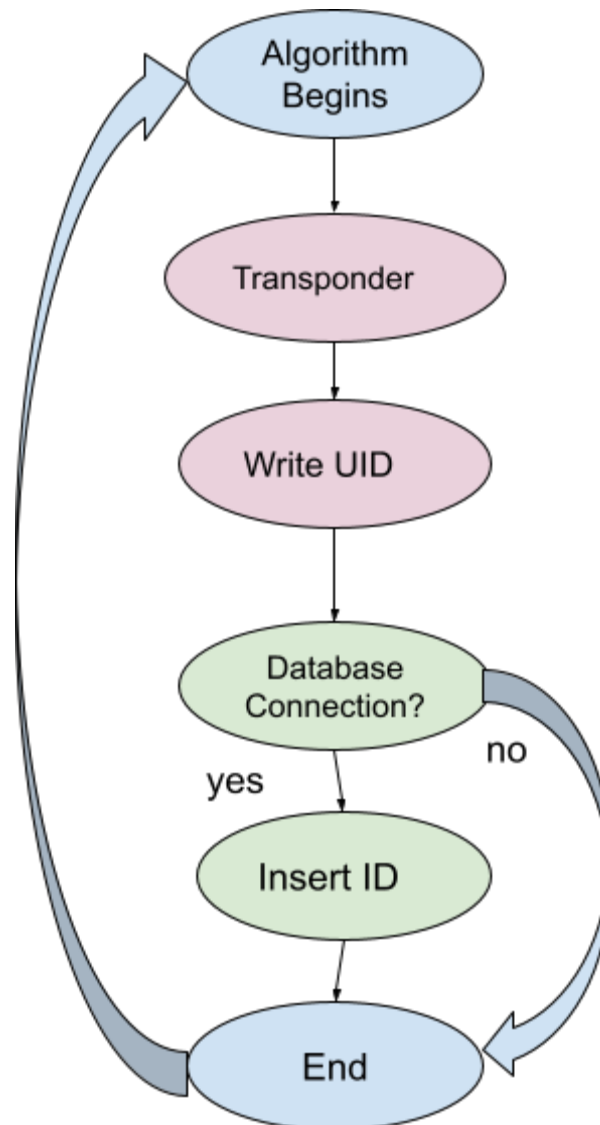 Algorithm
Begins
Transponder
Write UID
Database
Connection?
no
yes
Insert ID
End